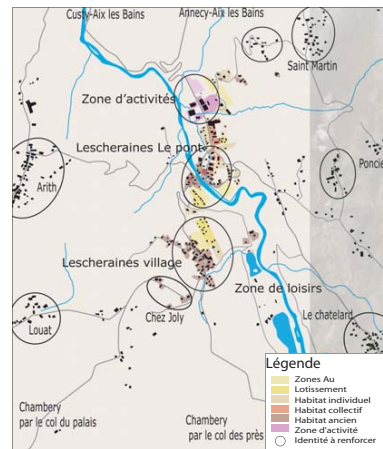 Custy-Aix les Bains
Annecy-Aix les Bains
Saint Martin
Zone d'activités
Lescheraines Le pont
Poncie
Arith
Lescheraines village
Zone de loisirs
Chez Joly
Louat
Le chatelard
Chambery
par le col du palais
Chambery
par le col des près
Légende
Zones Au
Lotissement
Habitat individuel
Habitat collectif
Habitat ancien
Zone d'activité
Identité à renforcer